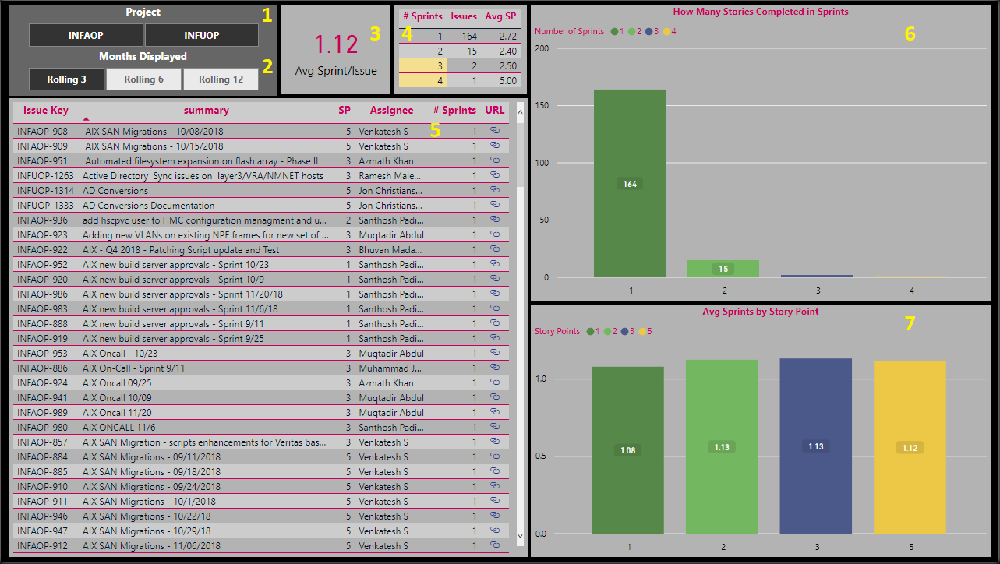 Project 1
INFAOP INFUOP
Months Displayed
2
Rolling 3 Rolling 6 Rolling 12
1.12 3
Avg Sprint/Issue
# Sprints Issues Avg SP
4
1 164 2.72
2 15 2.40
3 2 2.50
4 1 5.00
Issue Key summary SP Assignee # Sprints URL
5
INFAOP-908 AIX SAN Migrations - 10/08/2018 5 Venkatesh S 1
INFAOP-909 AIX SAN Migrations - 10/15/2018 5 Venkatesh S 1
INFAOP-951 Automated filesystem expansion on flash array - Phase II 3 Azmath Khan 1
INFUOP-1263 Active Directory Sync issues on layer3/VRA/NMNET hosts 3 Ramesh Male... 1
INFUOP-1314 AD Conversions 5 Jon Christians... 1
INFUOP-1333 AD Conversions Documentation 5 Jon Christians... 1
INFAOP-936 add hscpvc user to HMC configuration managment and u... 2 Santhosh Padi... 1
INFAOP-923 Adding new VLANs on existing NPE frames for new set of ... 3 Muqtadir Abdul 1
INFAOP-922 AIX - Q4 2018 - Patching Script update and Test 3 Bhuvan Mada... 1
INFAOP-952 AIX new build server approvals - Sprint 10/23 1 Santhosh Padi... 1
INFAOP-920 AIX new build server approvals - Sprint 10/9 1 Santhosh Padi... 1
INFAOP-986 AIX new build server approvals - Sprint 11/20/18 1 Santhosh Padi... 1
INFAOP-983 AIX new build server approvals - Sprint 11/6/18 1 Santhosh Padi... 1
INFAOP-888 AIX new build server approvals - Sprint 9/11 1 Santhosh Padi... 1
INFAOP-919 AIX new build server approvals - Sprint 9/25 1 Santhosh Padi... 1
INFAOP-953 AIX Oncall - 10/23 3 Muqtadir Abdul 1
INFAOP-886 AIX On-Call - Sprint 9/11 3 Muhammad J... 1
INFAOP-924 AIX Oncall 09/25 3 Azmath Khan 1
INFAOP-941 AIX Oncall 10/09 3 Muqtadir Abdul 1
INFAOP-989 AIX Oncall 11/20 3 Muqtadir Abdul 1
INFAOP-980 AIX ONCALL 11/6 3 Santhosh Padi... 1
INFAOP-857 AIX SAN Migration - scripts enhancements for Veritas bas... 3 Venkatesh S 1
INFAOP-884 AIX SAN Migrations - 09/11/2018 5 Venkatesh S 1
INFAOP-885 AIX SAN Migrations - 09/18/2018 5 Venkatesh S 1
INFAOP-910 AIX SAN Migrations - 09/24/2018 5 Venkatesh S 1
INFAOP-911 AIX SAN Migrations - 10/1/2018 5 Venkatesh S 1
INFAOP-946 AIX SAN Migrations - 10/22/18 5 Venkatesh S 1
INFAOP-947 AIX SAN Migrations - 10/29/18 5 Venkatesh S 1
INFAOP-912 AIX SAN Migrations - 11/06/2018 5 Venkatesh S 1
How Many Stories Completed in Sprints
Number of Sprints 1 2 3 4
6
200
150
100
50
0
164
15
1 2 3 4
Avg Sprints by Story Point
7
Story Points 1 2 3 5
1.0
0.5
0.0
1.08 1.13 1.13 1.12
1 2 3 5